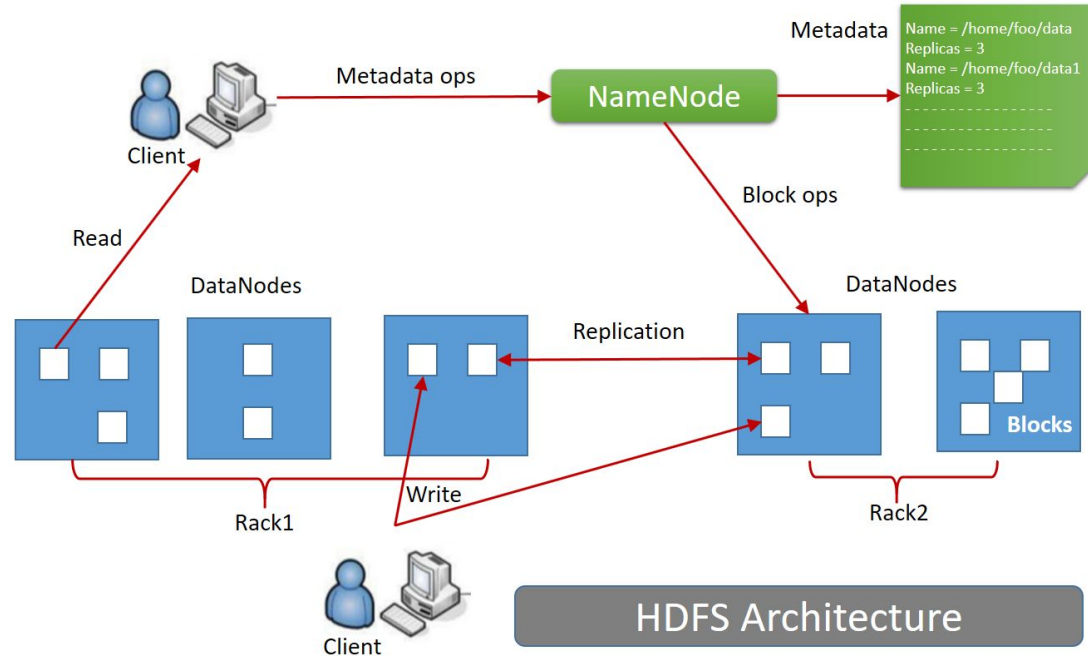 Metadata
Name = /home/foo/data
Replicas = 3
Name = /home/foo/data1
Replicas = 3
Metadata ops
NameNode
Client
Block ops
Read
DataNodes
DataNodes
Replication
Blocks
Write
Rack1
Rack2
Client
HDFS Architecture